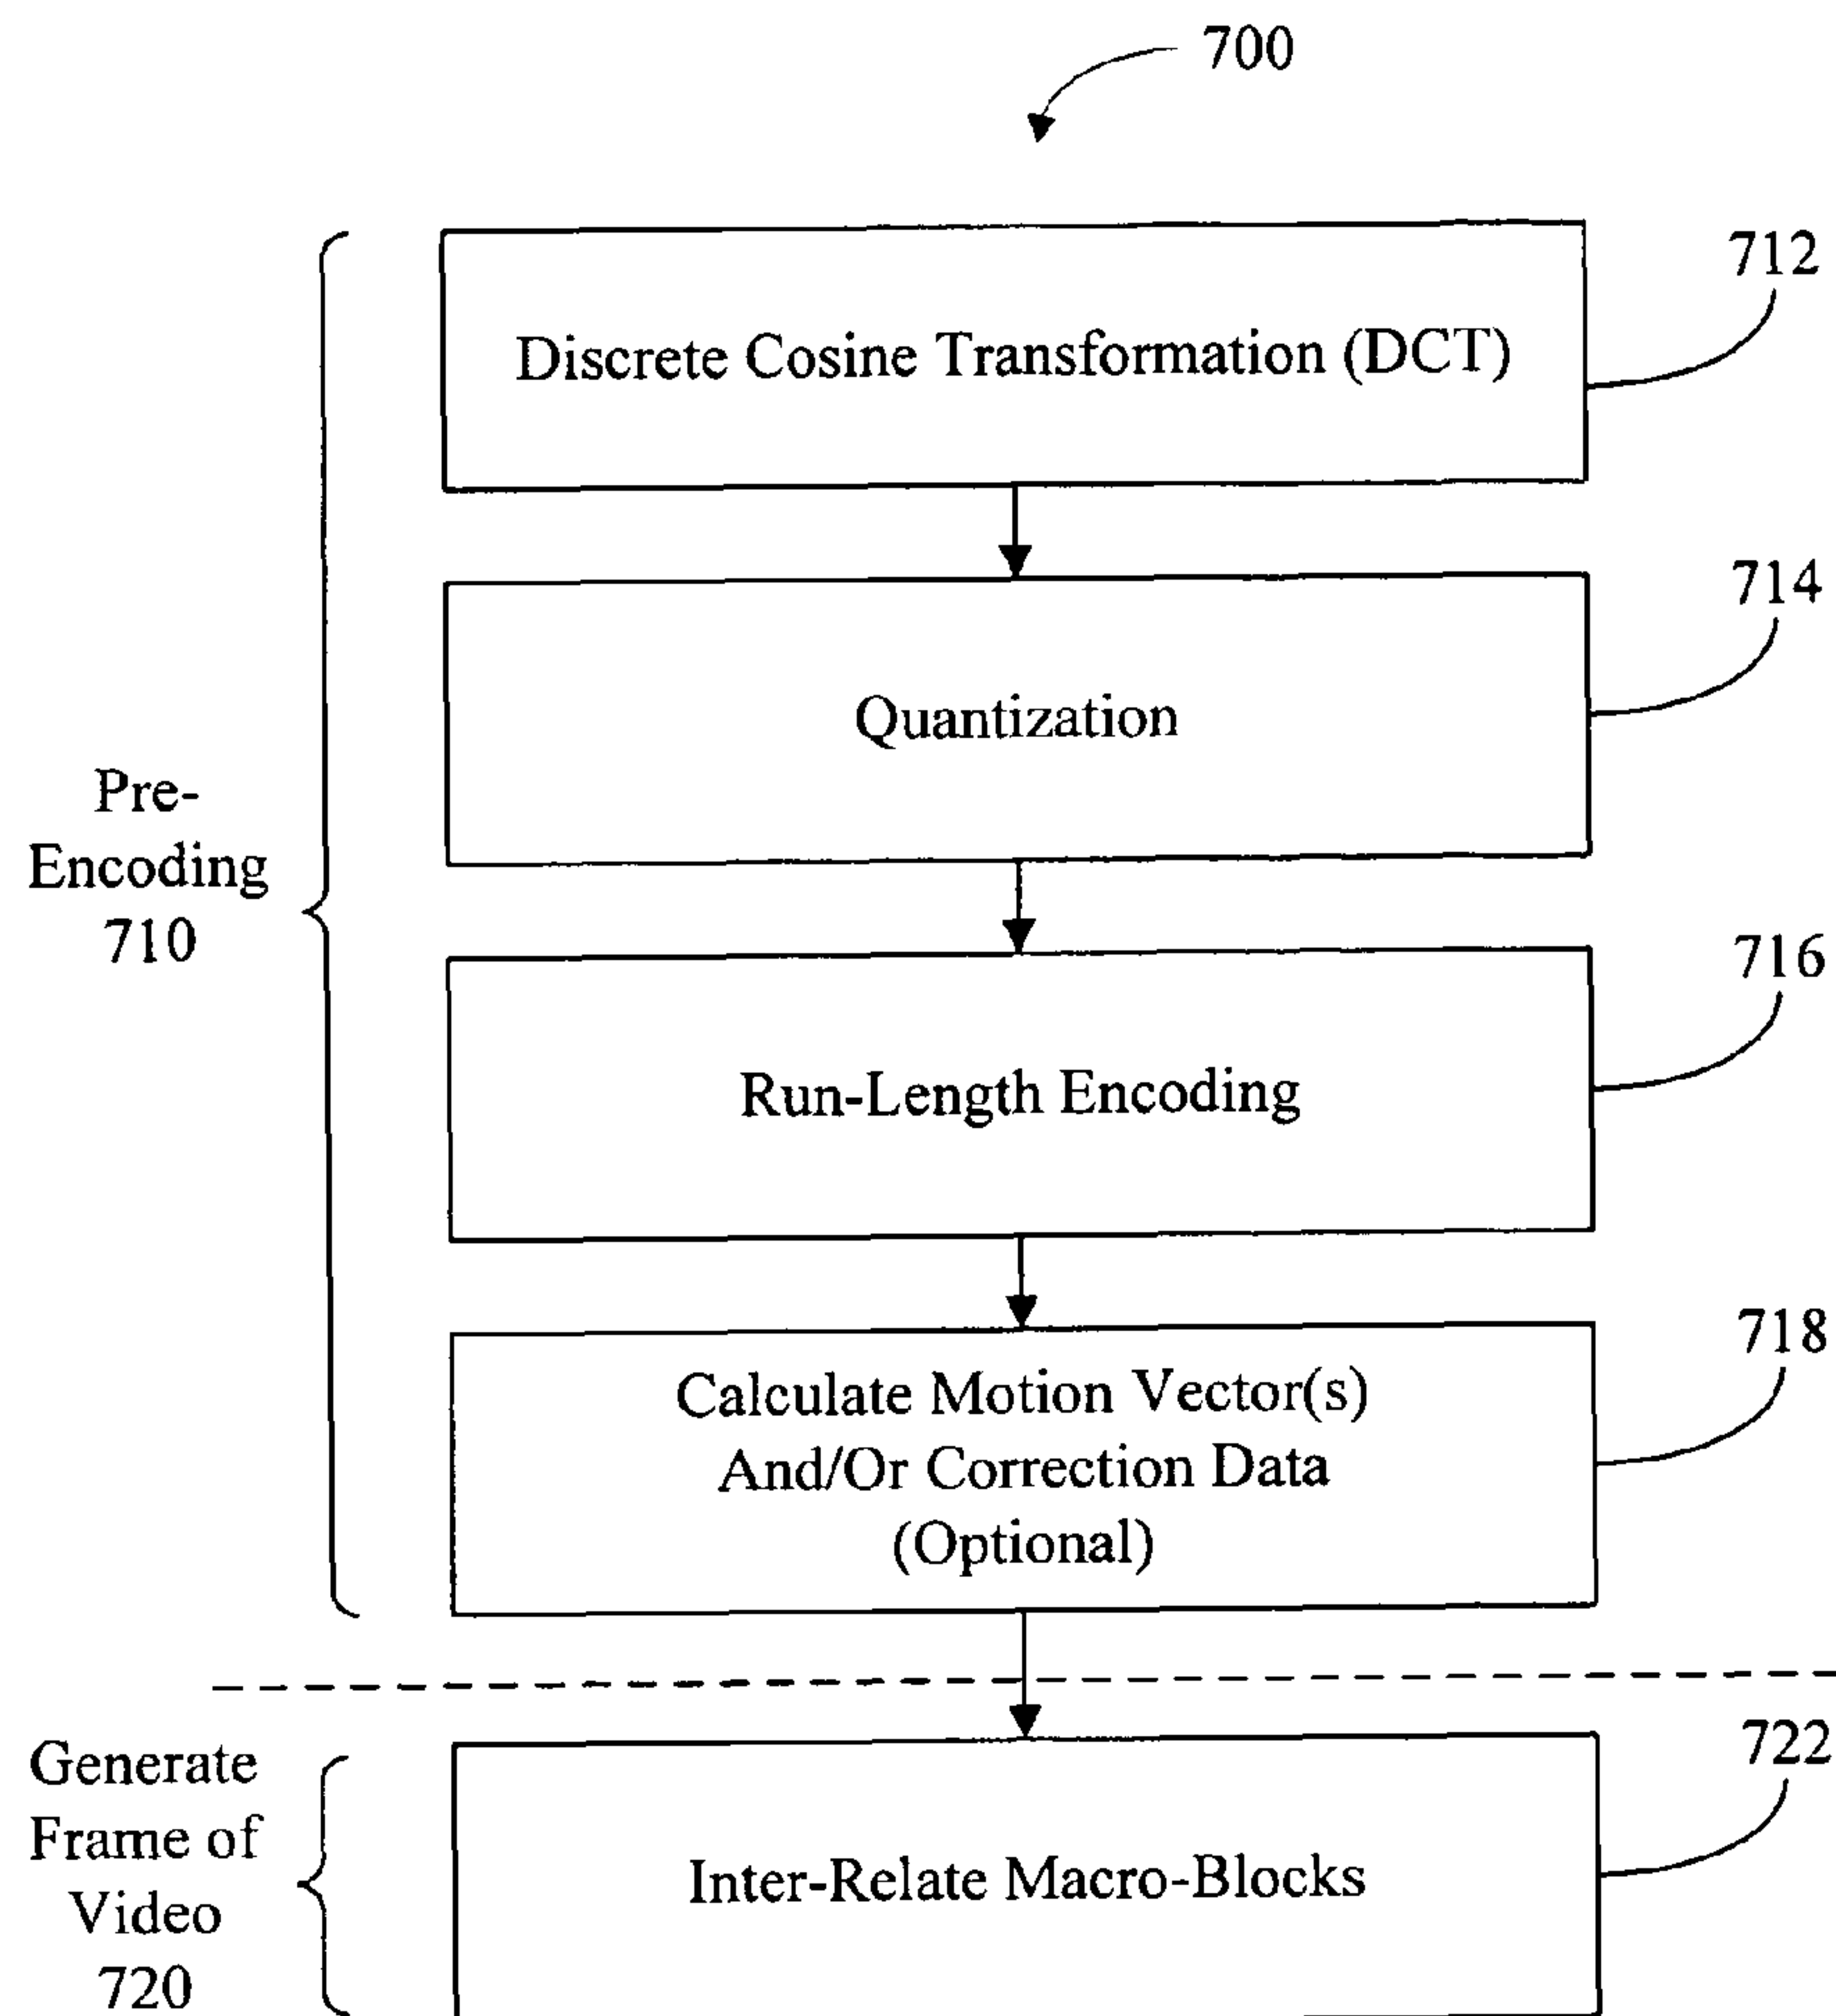 700
712
Discrete Cosine Transformation (DCT)
714
Quantization
Pre-
Encoding
710
716
Run-Length Encoding
718
Calculate Motion Vector(s)
And/Or Correction Data
(Optional)
722
Generate
Frame of
Video
720
Inter-Relate Macro-Blocks